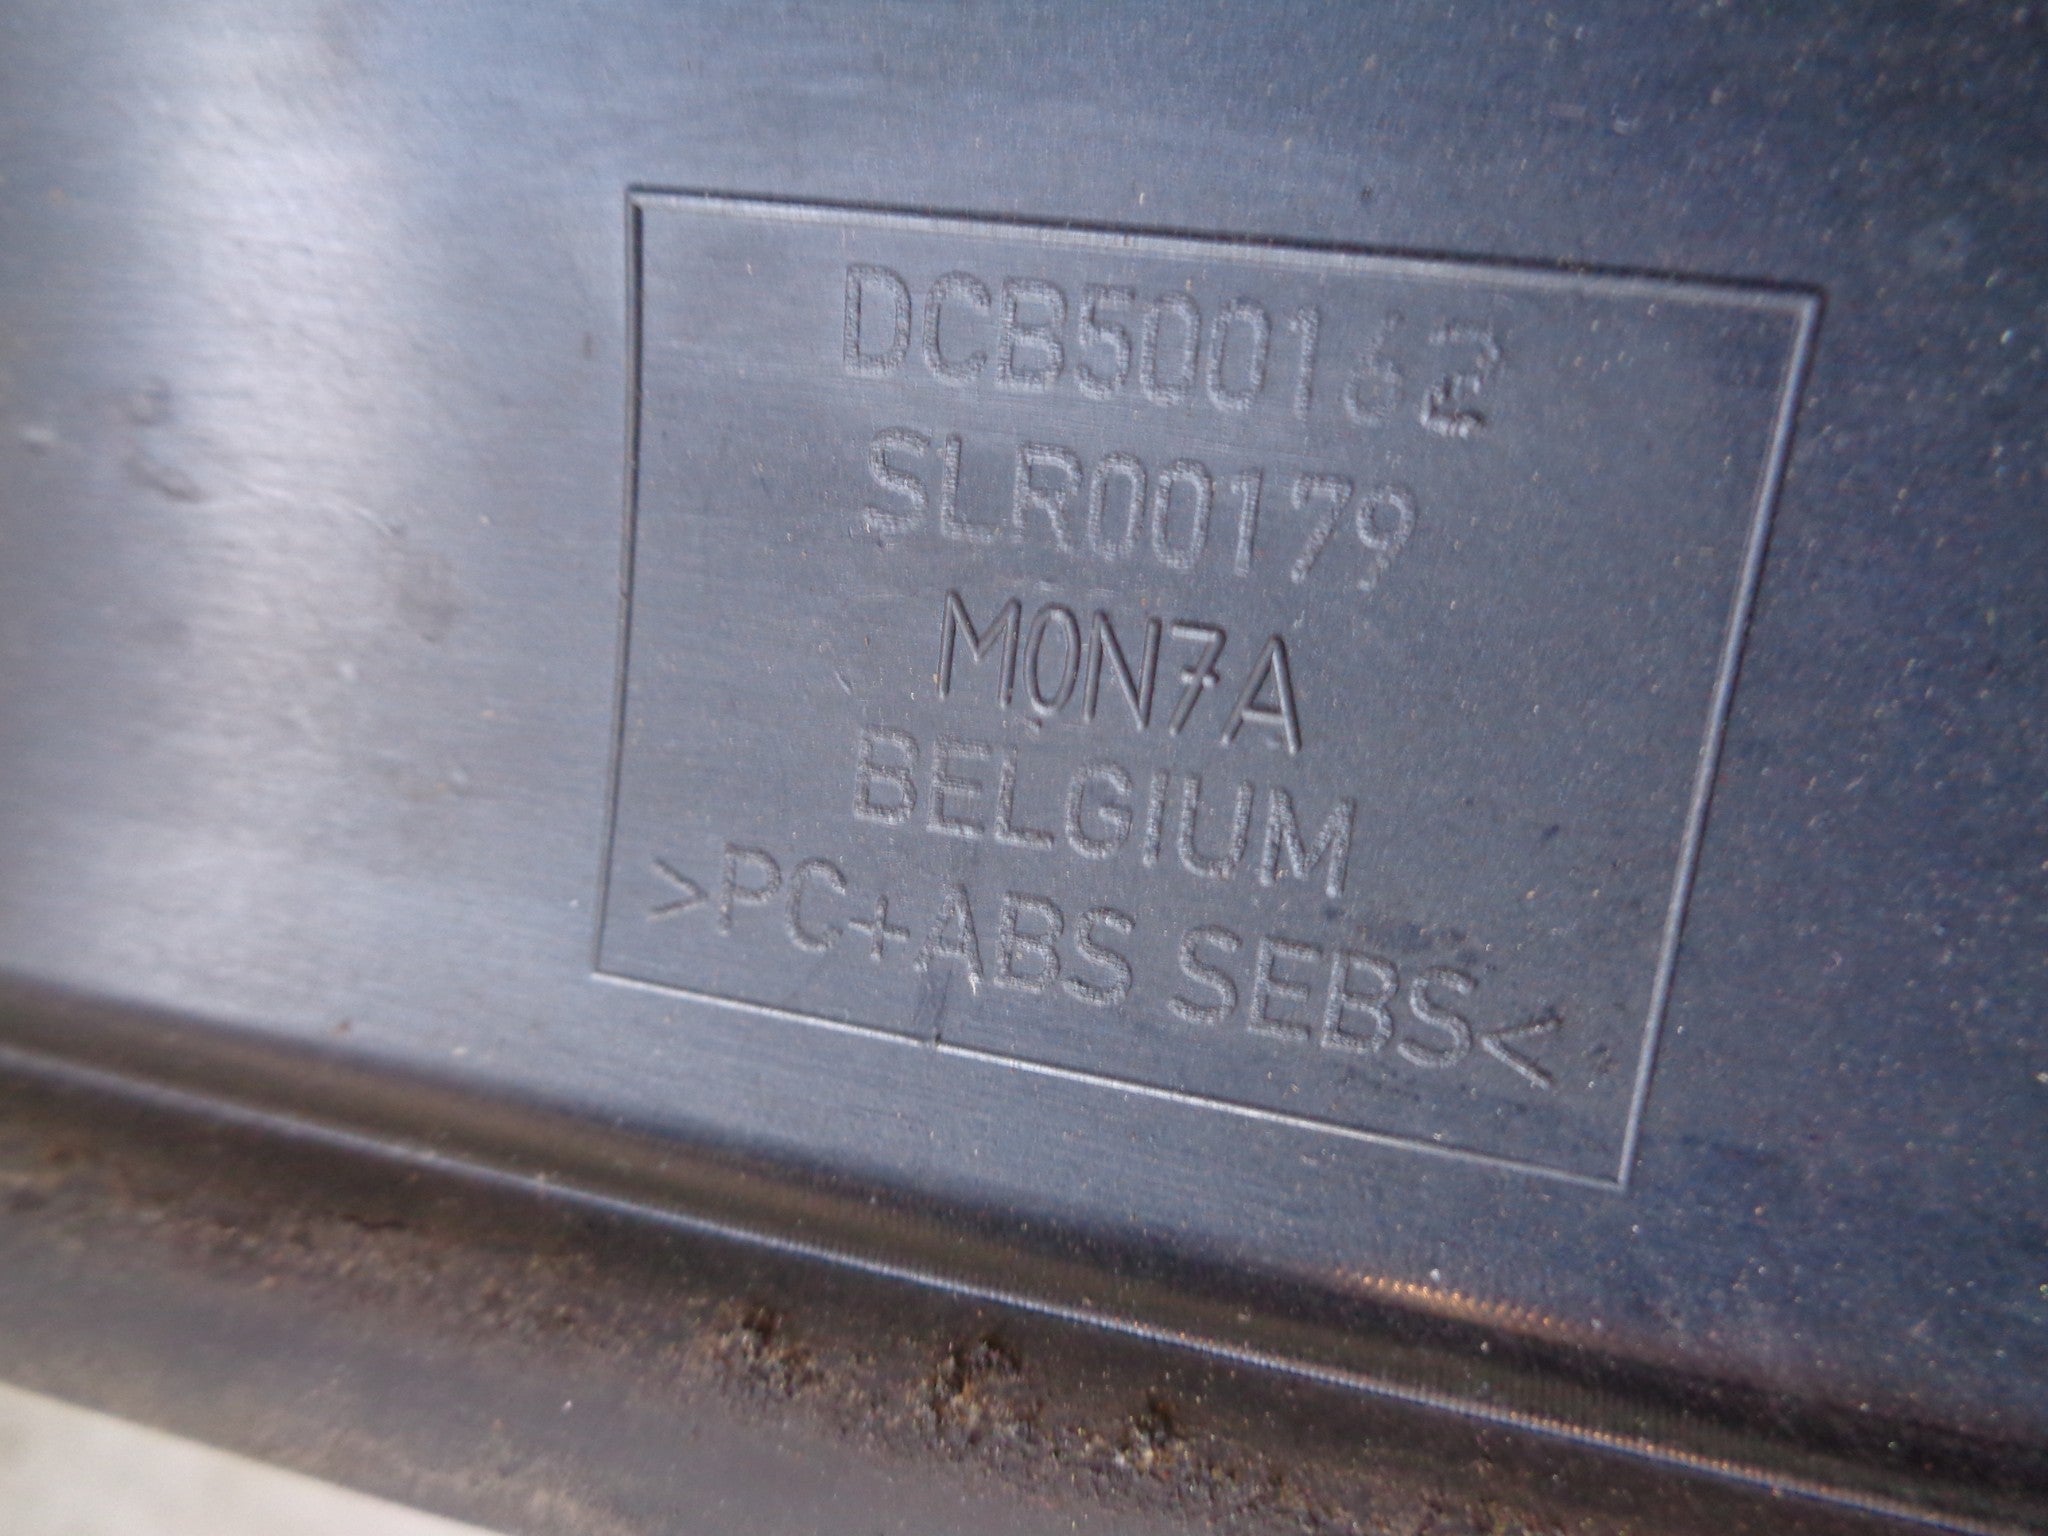 DCB500162
SLR00179
M0N7A
BELGIUM
>PC+ABS SEBS<